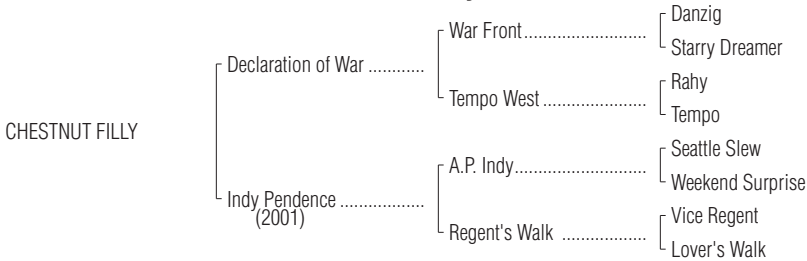 Danzig
War Front........................
Starry Dreamer
Declaration of War ............
Rahy
Tempo West .....................
Tempo
CHESTNUT FILLY
Seattle Slew
A.P. Indy..........................
Weekend Surprise
Indy Pendence .................
(2001)
Vice Regent
Regent's Walk .................
Lover's Walk